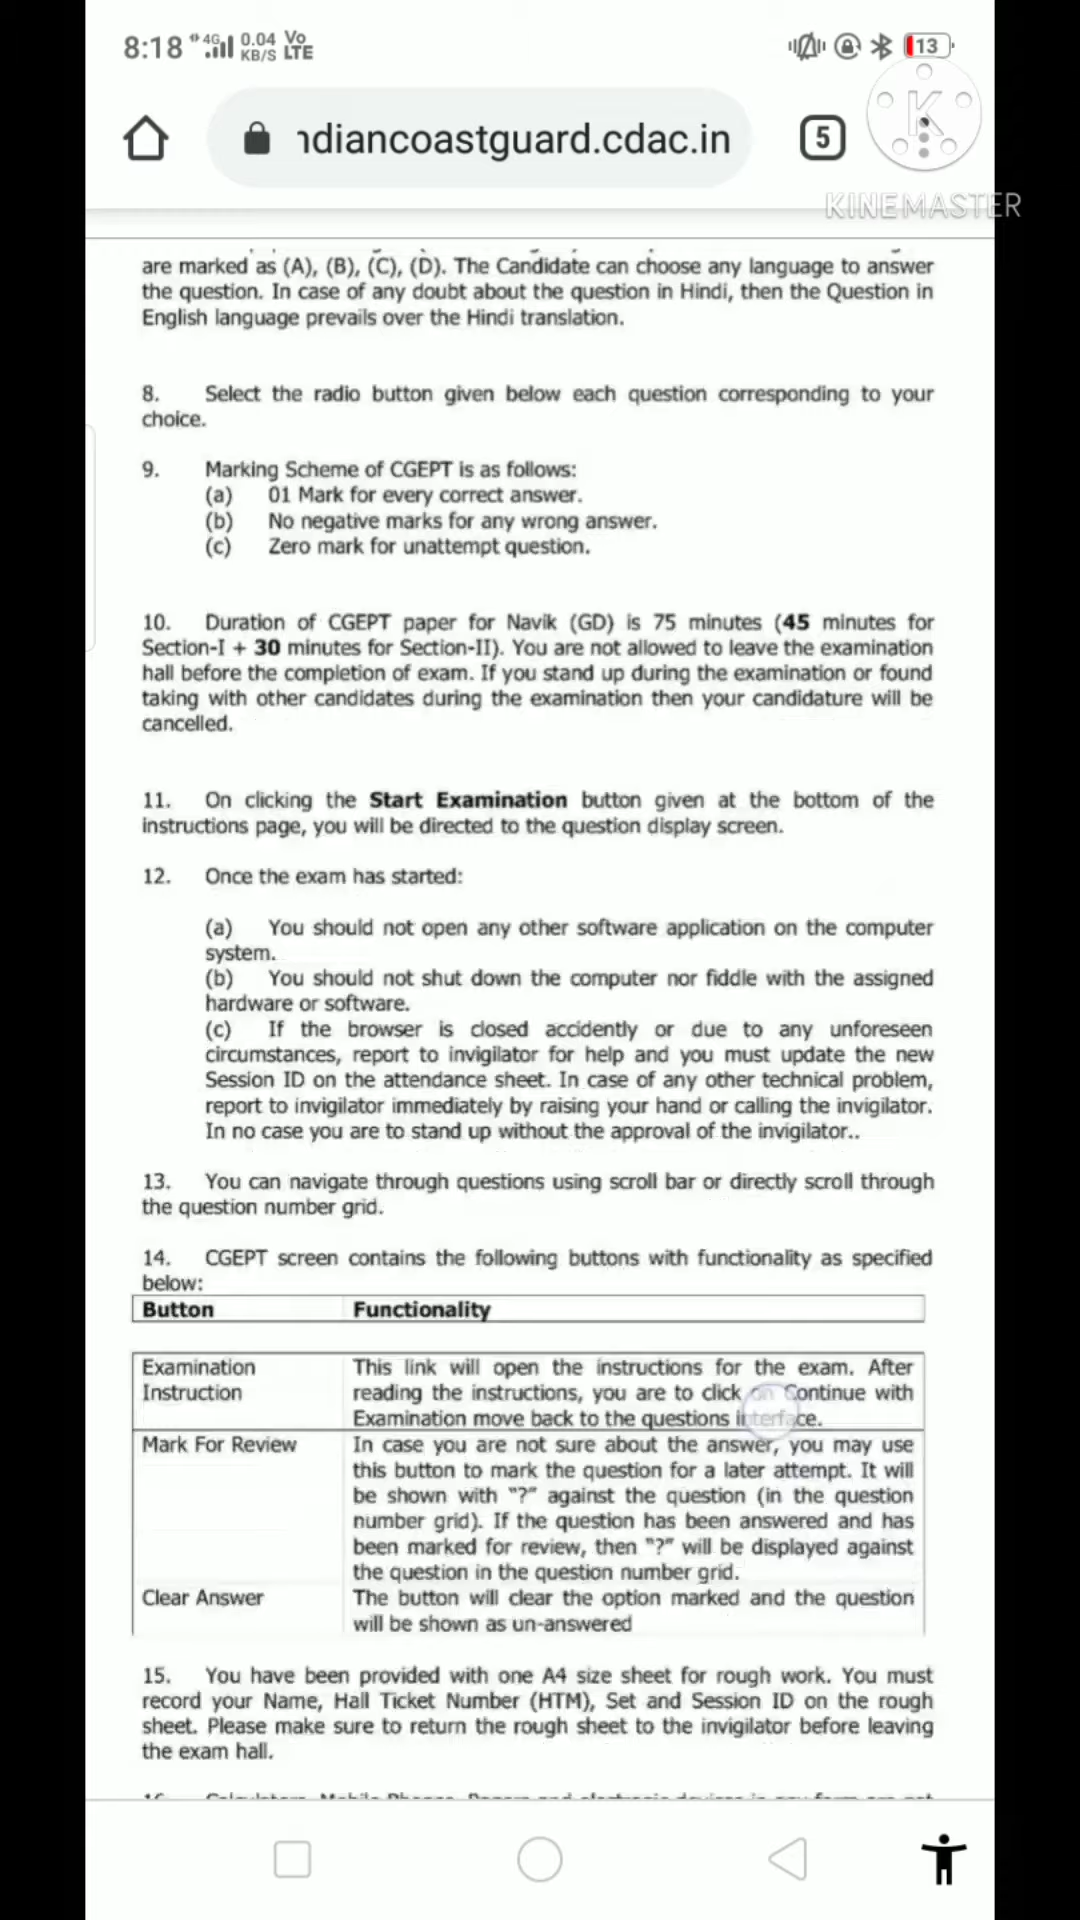 8:18 4G 0.04 KB/S Vo LTE 13
ndiancoastguard.cdac.in 5
K
KINEMASTER
are marked as (A), (B), (C), (D). The Candidate can choose any language to answer
the question. In case of any doubt about the question in Hindi, then the Question in
English language prevails over the Hindi translation.
8. Select the radio button given below each question corresponding to your
choice.
9. Marking Scheme of CGEPT is as follows:
(a) 01 Mark for every correct answer.
(b) No negative marks for any wrong answer.
(c) Zero mark for unattempt question.
10. Duration of CGEPT paper for Navik (GD) is 75 minutes (45 minutes for
Section-I + 30 minutes for Section-II). You are not allowed to leave the examination
hall before the completion of exam. If you stand up during the examination or found
taking with other candidates during the examination then your candidature will be
cancelled.
11. On clicking the Start Examination button given at the bottom of the
instructions page, you will be directed to the question display screen.
12. Once the exam has started:
(a) You should not open any other software application on the computer
system.
(b) You should not shut down the computer nor fiddle with the assigned
hardware or software.
(c) If the browser is closed accidently or due to any unforeseen
circumstances, report to invigilator for help and you must update the new
Session ID on the attendance sheet. In case of any other technical problem,
report to invigilator immediately by raising your hand or calling the invigilator.
In no case you are to stand up without the approval of the invigilator..
13. You can navigate through questions using scroll bar or directly scroll through
the question number grid.
14. CGEPT screen contains the following buttons with functionality as specified
below:
Button Functionality
Examination This link will open the instructions for the exam. After
Instruction reading the instructions, you are to click on Continue with
Examination move back to the questions interface.
Mark For Review In case you are not sure about the answer, you may use
this button to mark the question for a later attempt. It will
be shown with "?" against the question (in the question
number grid). If the question has been answered and has
been marked for review, then "?" will be displayed against
the question in the question number grid.
Clear Answer The button will clear the option marked and the question
will be shown as un-answered
15. You have been provided with one A4 size sheet for rough work. You must
record your Name, Hall Ticket Number (HTM), Set and Session ID on the rough
sheet. Please make sure to return the rough sheet to the invigilator before leaving
the exam hall.